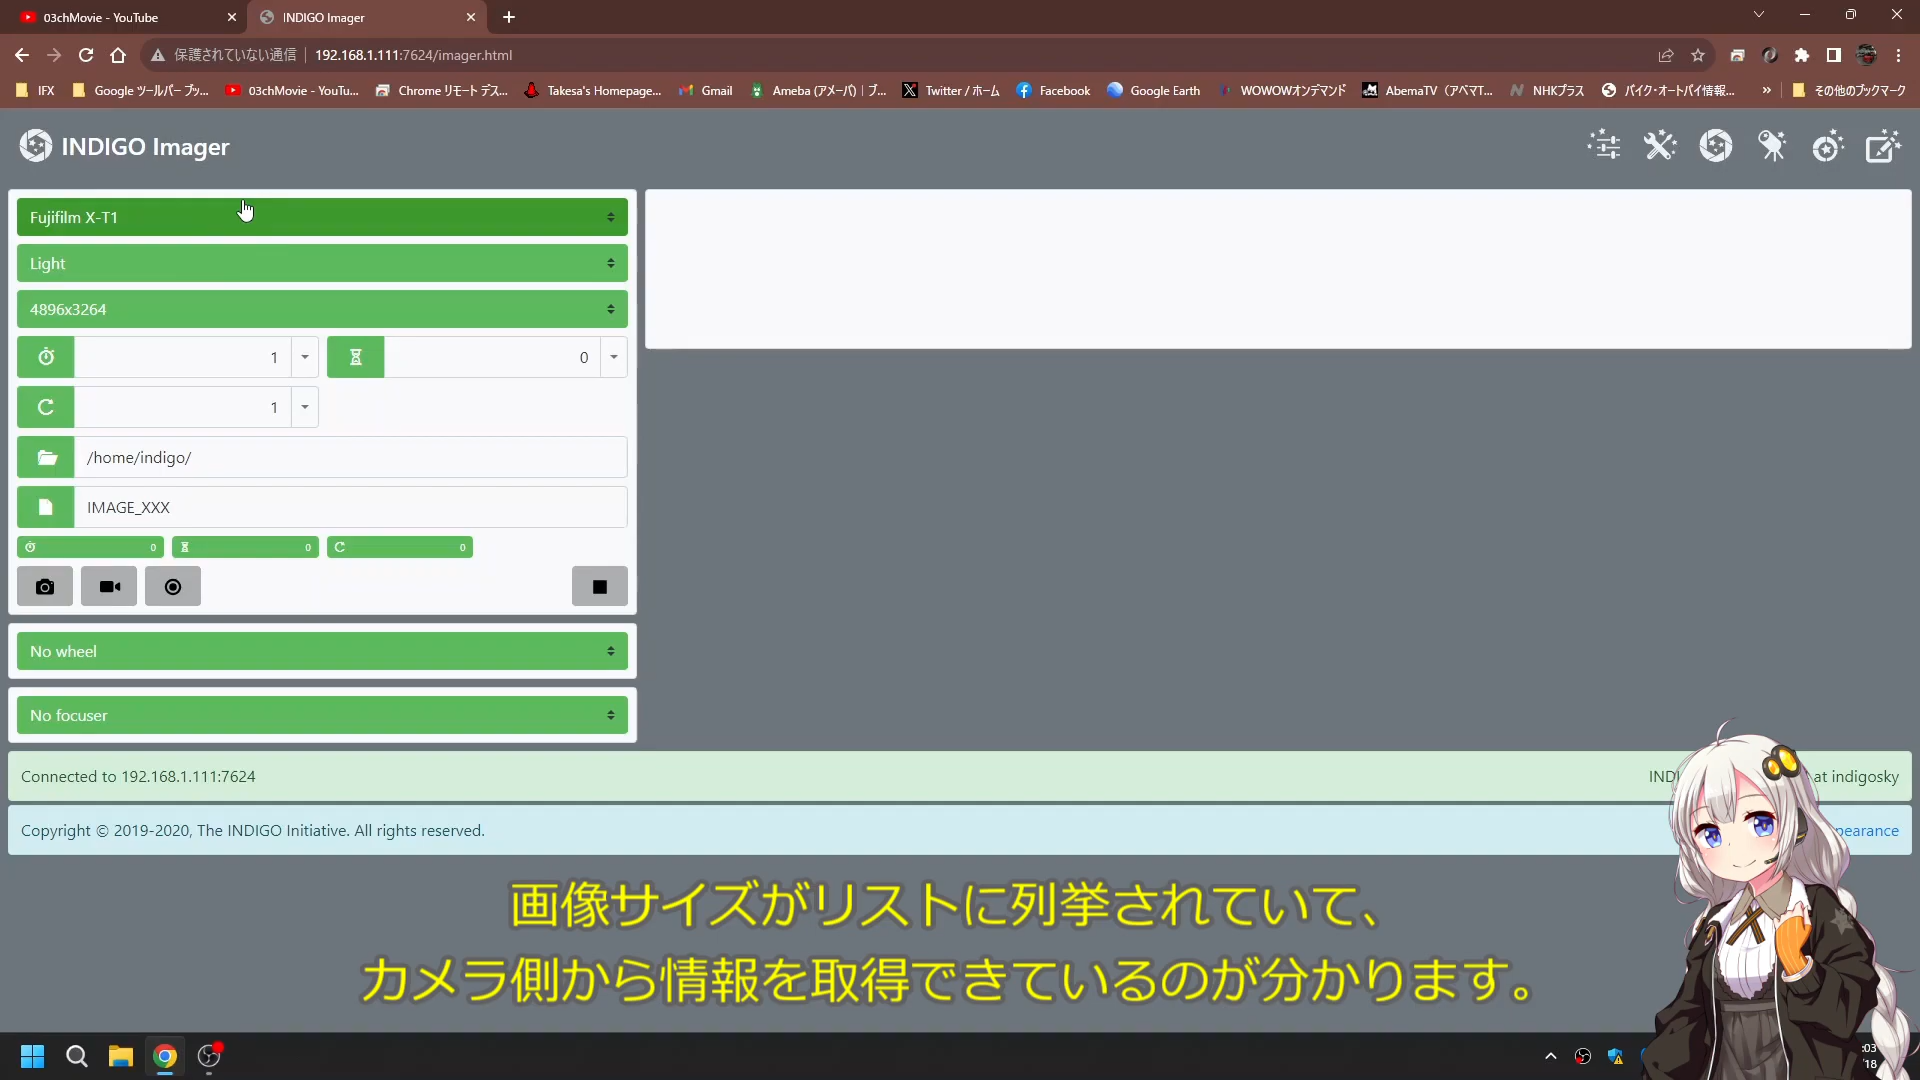 03chMovie - YouTube
INDIGO Imager
保護されていない通信
192.168.1.111:7624/imager.html
IFX
Google ツールバー ブッ...
03chMovie - YouTu...
Chrome リモート デス...
Takesa's Homepage...
Gmail
Ameba (アメーバ) | ブ...
Twitter / ホーム
Facebook
Google Earth
WOWOWオンデマンド
AbemaTV（アベマT...
NHKプラス
バイク・オートバイ情報...
»
その他のブックマーク
INDIGO Imager
Fujifilm X-T1
Light
4896x3264
1
0
1
/home/indigo/
IMAGE_XXX
0
0
0
No wheel
No focuser
Connected to 192.168.1.111:7624
at indigosky
Copyright © 2019-2020, The INDIGO Initiative. All rights reserved.
画像サイズがリストに列挙されていて、
カメラ側から情報を取得できているのが分かります。
:03